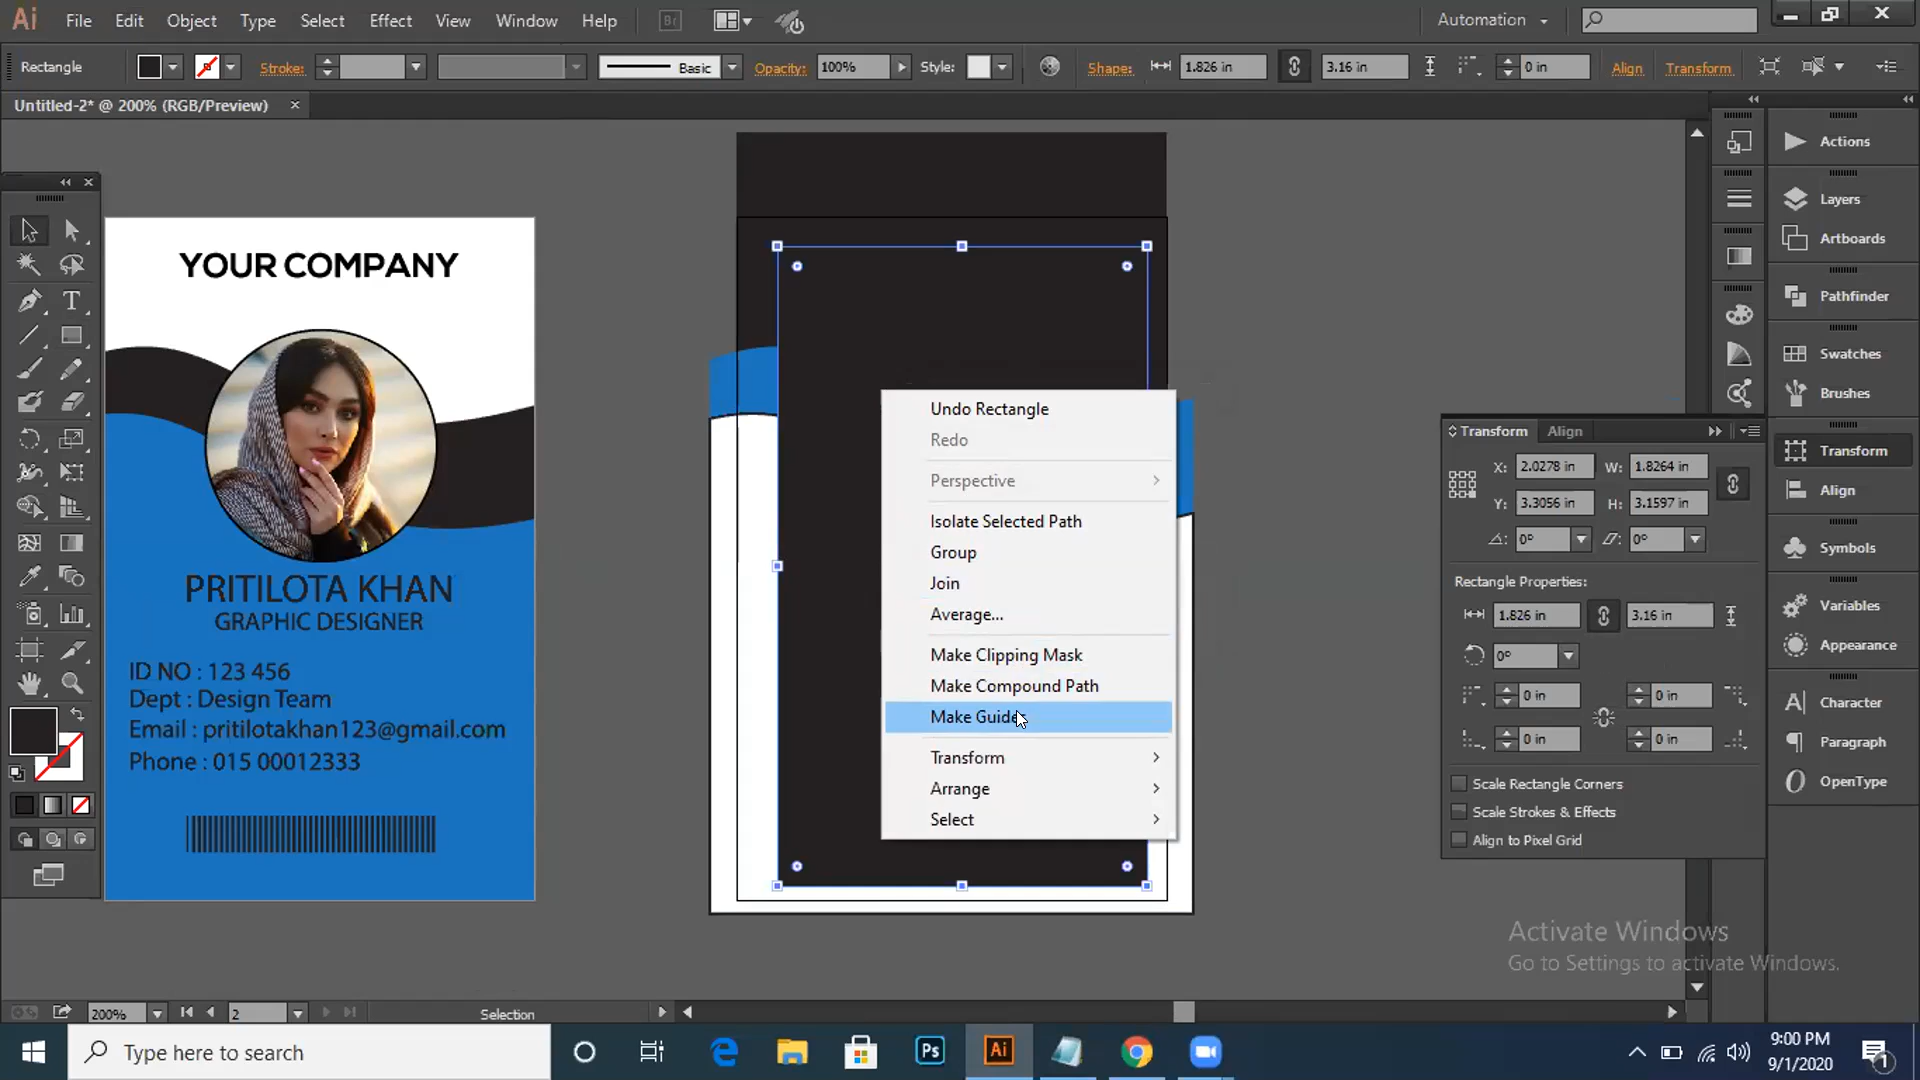 Ai File Edit Object Type Select Effect View Window Help Br Automation
Rectangle Stroke: Basic Opacity: 100% Style: Shape: 1.826 in 3.16 in 0 in Align Transform
Untitled-2* @ 200% (RGB/Preview) ×
YOUR COMPANY
PRITILOTA KHAN
GRAPHIC DESIGNER
ID NO : 123 456
Dept : Design Team
Email : pritilotakhan123@gmail.com
Phone : 015 00012333
Undo Rectangle
Redo
Perspective
Isolate Selected Path
Group
Join
Average...
Make Clipping Mask
Make Compound Path
Make Guides
Transform
Arrange
Select
Transform Align
X: 2.0278 in W: 1.8264 in
Y: 3.3056 in H: 3.1597 in
0° 0°
Rectangle Properties:
1.826 in 3.16 in
0°
0 in 0 in
0 in 0 in
Scale Rectangle Corners
Scale Strokes & Effects
Align to Pixel Grid
Actions
Layers
Artboards
Pathfinder
Swatches
Brushes
Transform
Align
Symbols
Variables
Appearance
Character
Paragraph
OpenType
Activate Windows
Go to Settings to activate Windows.
200% 2 Selection
Type here to search
Ps Ai
9:00 PM
9/1/2020
1